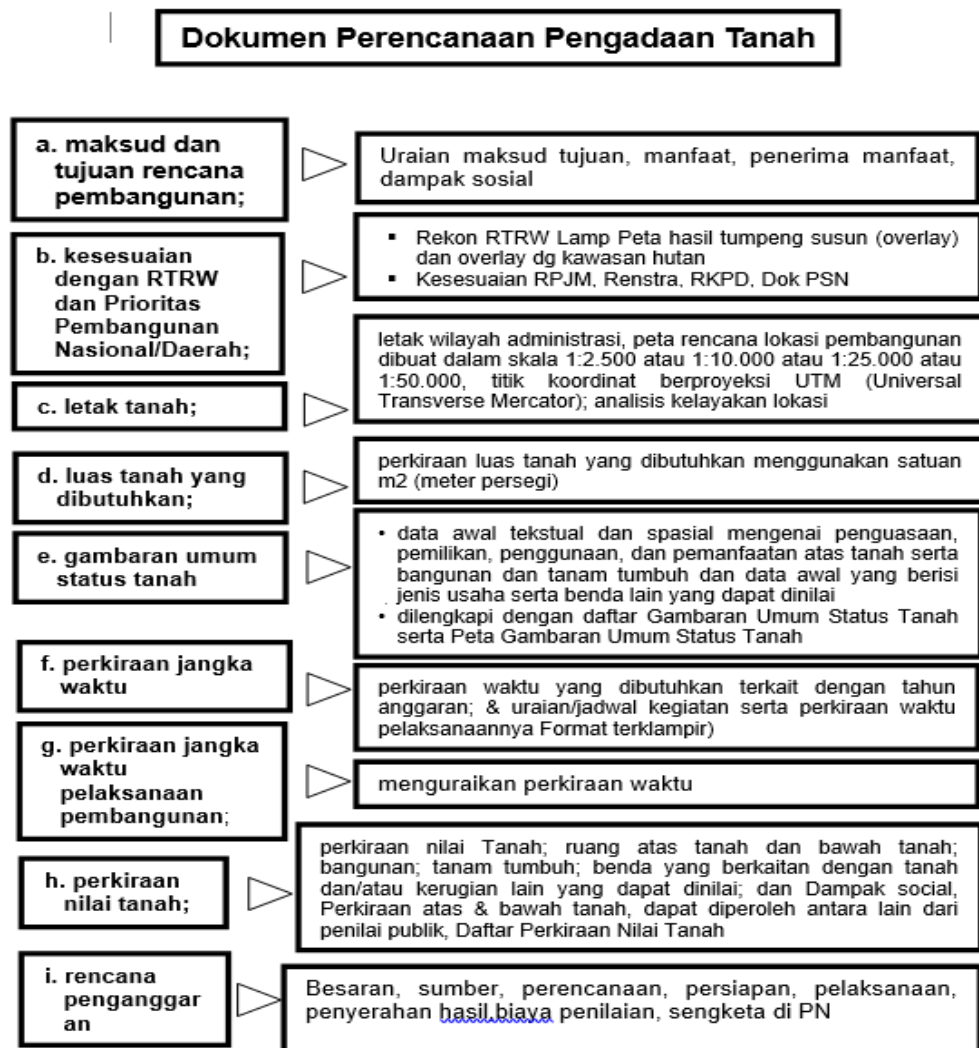 Dokumen Perencanaan Pengadaan Tanah
a. maksud dan
tujuan rencana
pembangunan;
Uraian maksud tujuan, manfaat, penerima manfaat,
dampak sosial
b. kesesuaian
dengan RTRW
dan Prioritas
Pembangunan
Nasional/Daerah;
▪ Rekon RTRW Lamp Peta hasil tumpeng susun (overlay)
dan overlay dg kawasan hutan
▪ Kesesuaian RPJM, Renstra, RKPD, Dok PSN
c. letak tanah;
letak wilayah administrasi, peta rencana lokasi pembangunan
dibuat dalam skala 1:2.500 atau 1:10.000 atau 1:25.000 atau
1:50.000, titik koordinat berproyeksi UTM (Universal
Transverse Mercator); analisis kelayakan lokasi
d. luas tanah yang
dibutuhkan;
perkiraan luas tanah yang dibutuhkan menggunakan satuan
m2 (meter persegi)
e. gambaran umum
status tanah
• data awal tekstual dan spasial mengenai penguasaan,
pemilikan, penggunaan, dan pemanfaatan atas tanah serta
bangunan dan tanam tumbuh dan data awal yang berisi
jenis usaha serta benda lain yang dapat dinilai
• dilengkapi dengan daftar Gambaran Umum Status Tanah
serta Peta Gambaran Umum Status Tanah
f. perkiraan jangka
waktu
perkiraan waktu yang dibutuhkan terkait dengan tahun
anggaran; & uraian/jadwal kegiatan serta perkiraan waktu
pelaksanaannya Format terklampir)
g. perkiraan jangka
waktu
pelaksanaan
pembangunan;
menguraikan perkiraan waktu
h. perkiraan
nilai tanah;
perkiraan nilai Tanah; ruang atas tanah dan bawah tanah;
bangunan; tanam tumbuh; benda yang berkaitan dengan tanah
dan/atau kerugian lain yang dapat dinilai; dan Dampak social,
Perkiraan atas & bawah tanah, dapat diperoleh antara lain dari
penilai publik, Daftar Perkiraan Nilai Tanah
i. rencana
penganggar
an
Besaran, sumber, perencanaan, persiapan, pelaksanaan,
penyerahan hasil,biaya penilaian, sengketa di PN